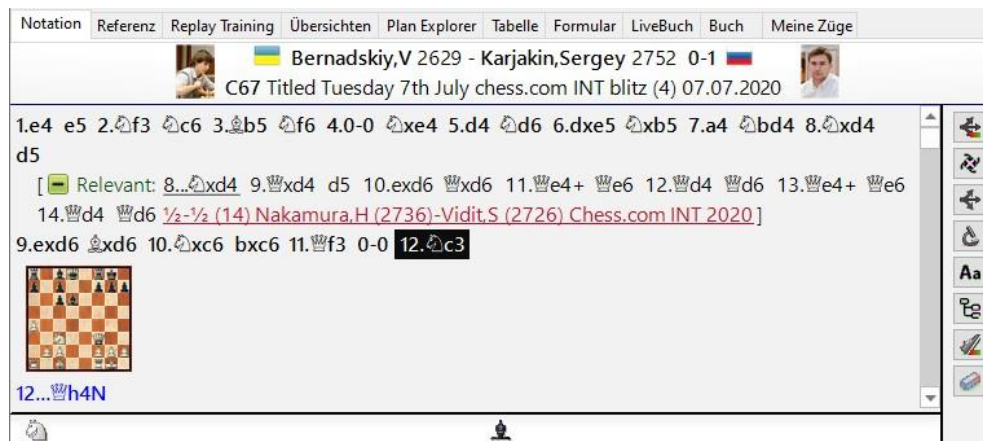 Notation Referenz Replay Training Übersichten Plan Explorer Tabelle Formular LiveBuch Buch Meine Züge
Bernadskiy,V 2629 - Karjakin,Sergey 2752 0-1
C67 Titled Tuesday 7th July chess.com INT blitz (4) 07.07.2020
1.e4 e5 2.♘f3 ♘c6 3.♗b5 ♘f6 4.0-0 ♘xe4 5.d4 ♘d6 6.dxe5 ♘xb5 7.a4 ♘bd4 8.♘xd4
d5
[ Relevant: 8...♘xd4 9.♕xd4 d5 10.exd6 ♕xd6 11.♕e4+ ♕e6 12.♕d4 ♕d6 13.♕e4+ ♕e6
14.♕d4 ♕d6 ½-½ (14) Nakamura,H (2736)-Vidit,S (2726) Chess.com INT 2020 ]
9.exd6 ♗xd6 10.♘xc6 bxc6 11.♕f3 0-0 12.♘c3
12...♕h4N
Aa